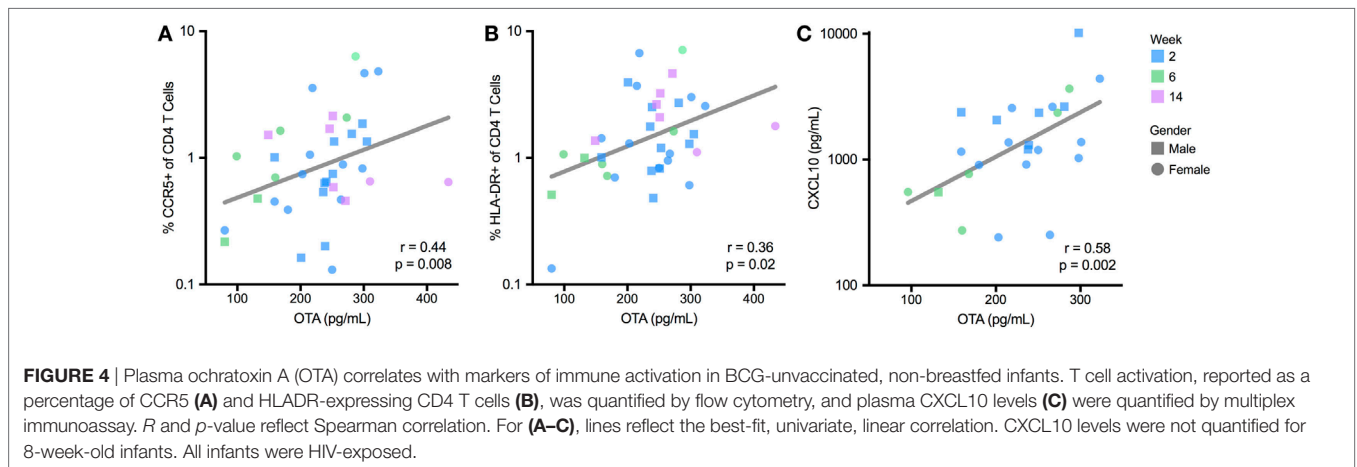 A
10
1
0.1
% CCR5+ of CD4 T Cells
r = 0.44
p = 0.008
100
200
300
400
OTA (pg/mL)
B
10
1
0.1
% HLA-DR+ of CD4 T Cells
r = 0.36
p = 0.02
100
200
300
400
OTA (pg/mL)
C
10000
1000
100
CXCL10 (pg/mL)
r = 0.58
p = 0.002
100
200
300
OTA (pg/mL)
Week
2
6
14
Gender
Male
Female
FIGURE 4 | Plasma ochratoxin A (OTA) correlates with markers of immune activation in BCG-unvaccinated, non-breastfed infants. T cell activation, reported as a
percentage of CCR5 (A) and HLADR-expressing CD4 T cells (B), was quantified by flow cytometry, and plasma CXCL10 levels (C) were quantified by multiplex
immunoassay. R and p-value reflect Spearman correlation. For (A–C), lines reflect the best-fit, univariate, linear correlation. CXCL10 levels were not quantified for
8-week-old infants. All infants were HIV-exposed.